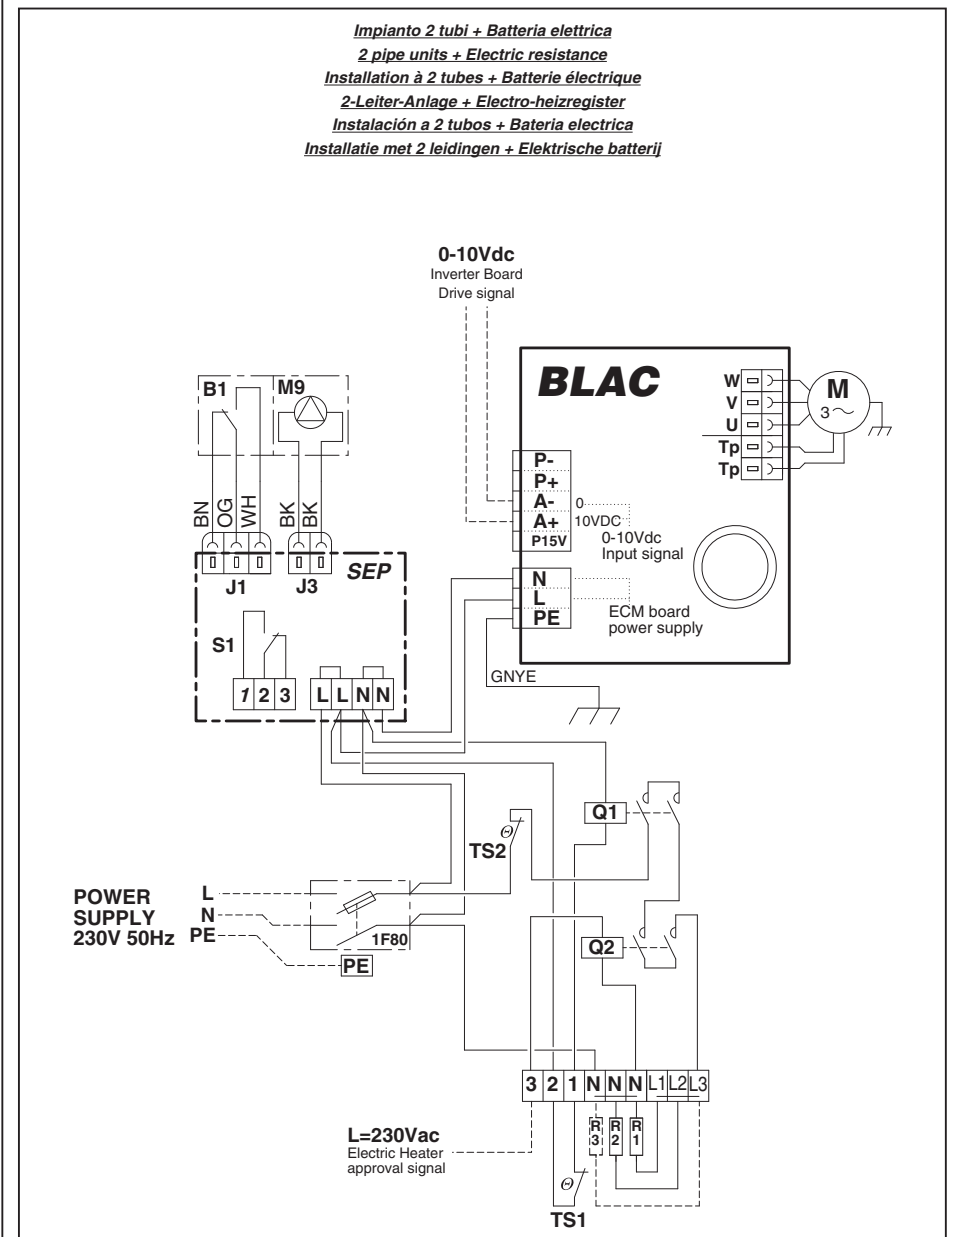 Impianto 2 tubi + Batteria elettrica
2 pipe units + Electric resistance
Installation à 2 tubes + Batterie électrique
2-Leiter-Anlage + Electro-heizregister
Instalación a 2 tubos + Bateria electrica
Installatie met 2 leidingen + Elektrische batterij
0-10Vdc
Inverter Board
Drive signal
BLAC
W
V
U
Tp
Tp
M
3
B1
M9
P-
P+
A-
A+
P15V
0
10VDC
0-10Vdc
Input signal
BN
OG
WH
BK
BK
J1
J3
SEP
N
L
PE
ECM board
power supply
S1
1 2 3
L L N N
GNYE
Q1
Θ
TS2
POWER
SUPPLY
230V 50Hz
L
N
PE
1F80
PE
Q2
3 2 1 N N N L1 L2 L3
R3
R2
R1
L=230Vac
Electric Heater
approval signal
Θ
TS1